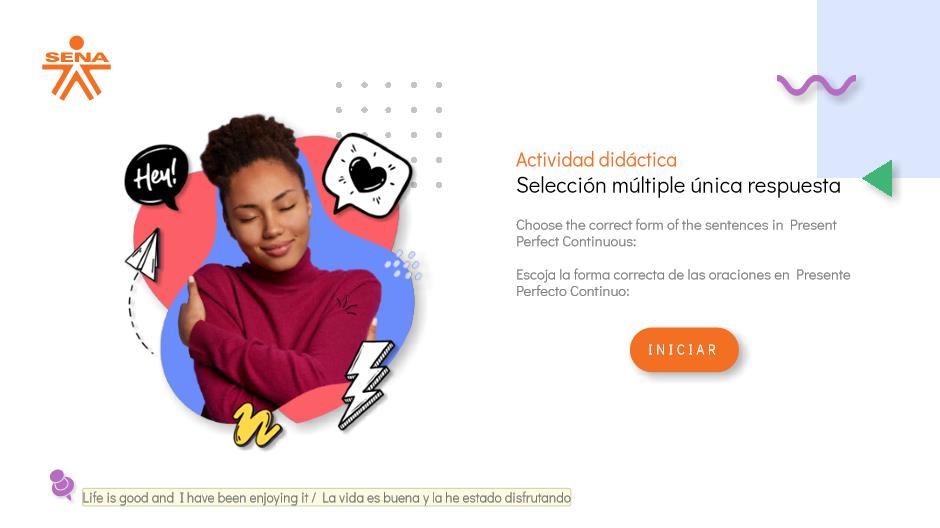 SENA
Hey!
Actividad didáctica
Selección múltiple única respuesta
Choose the correct form of the sentences in Present
Perfect Continuous:
Escoja la forma correcta de las oraciones en Presente
Perfecto Continuo:
INICIAR
Life is good and I have been enjoying it / La vida es buena y la he estado disfrutando